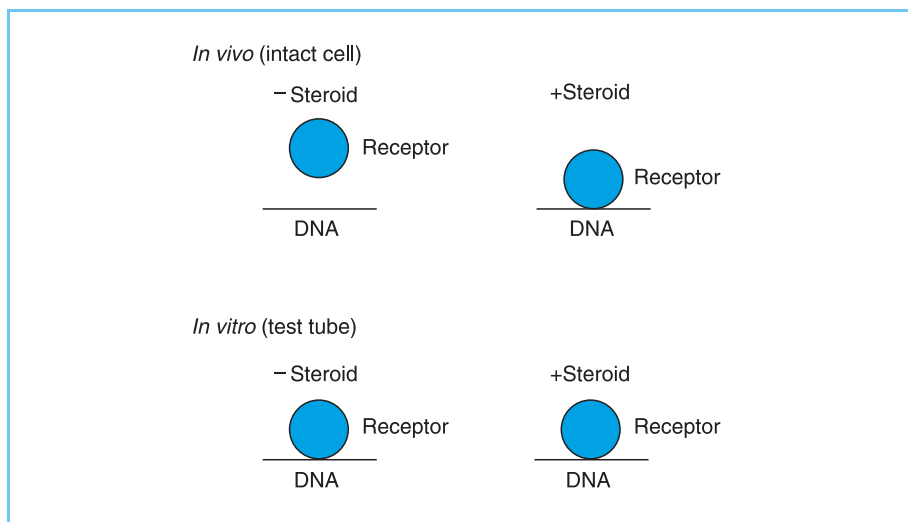 In vivo (intact cell)
– Steroid +Steroid
Receptor Receptor
DNA DNA
In vitro (test tube)
– Steroid +Steroid
Receptor Receptor
DNA DNA